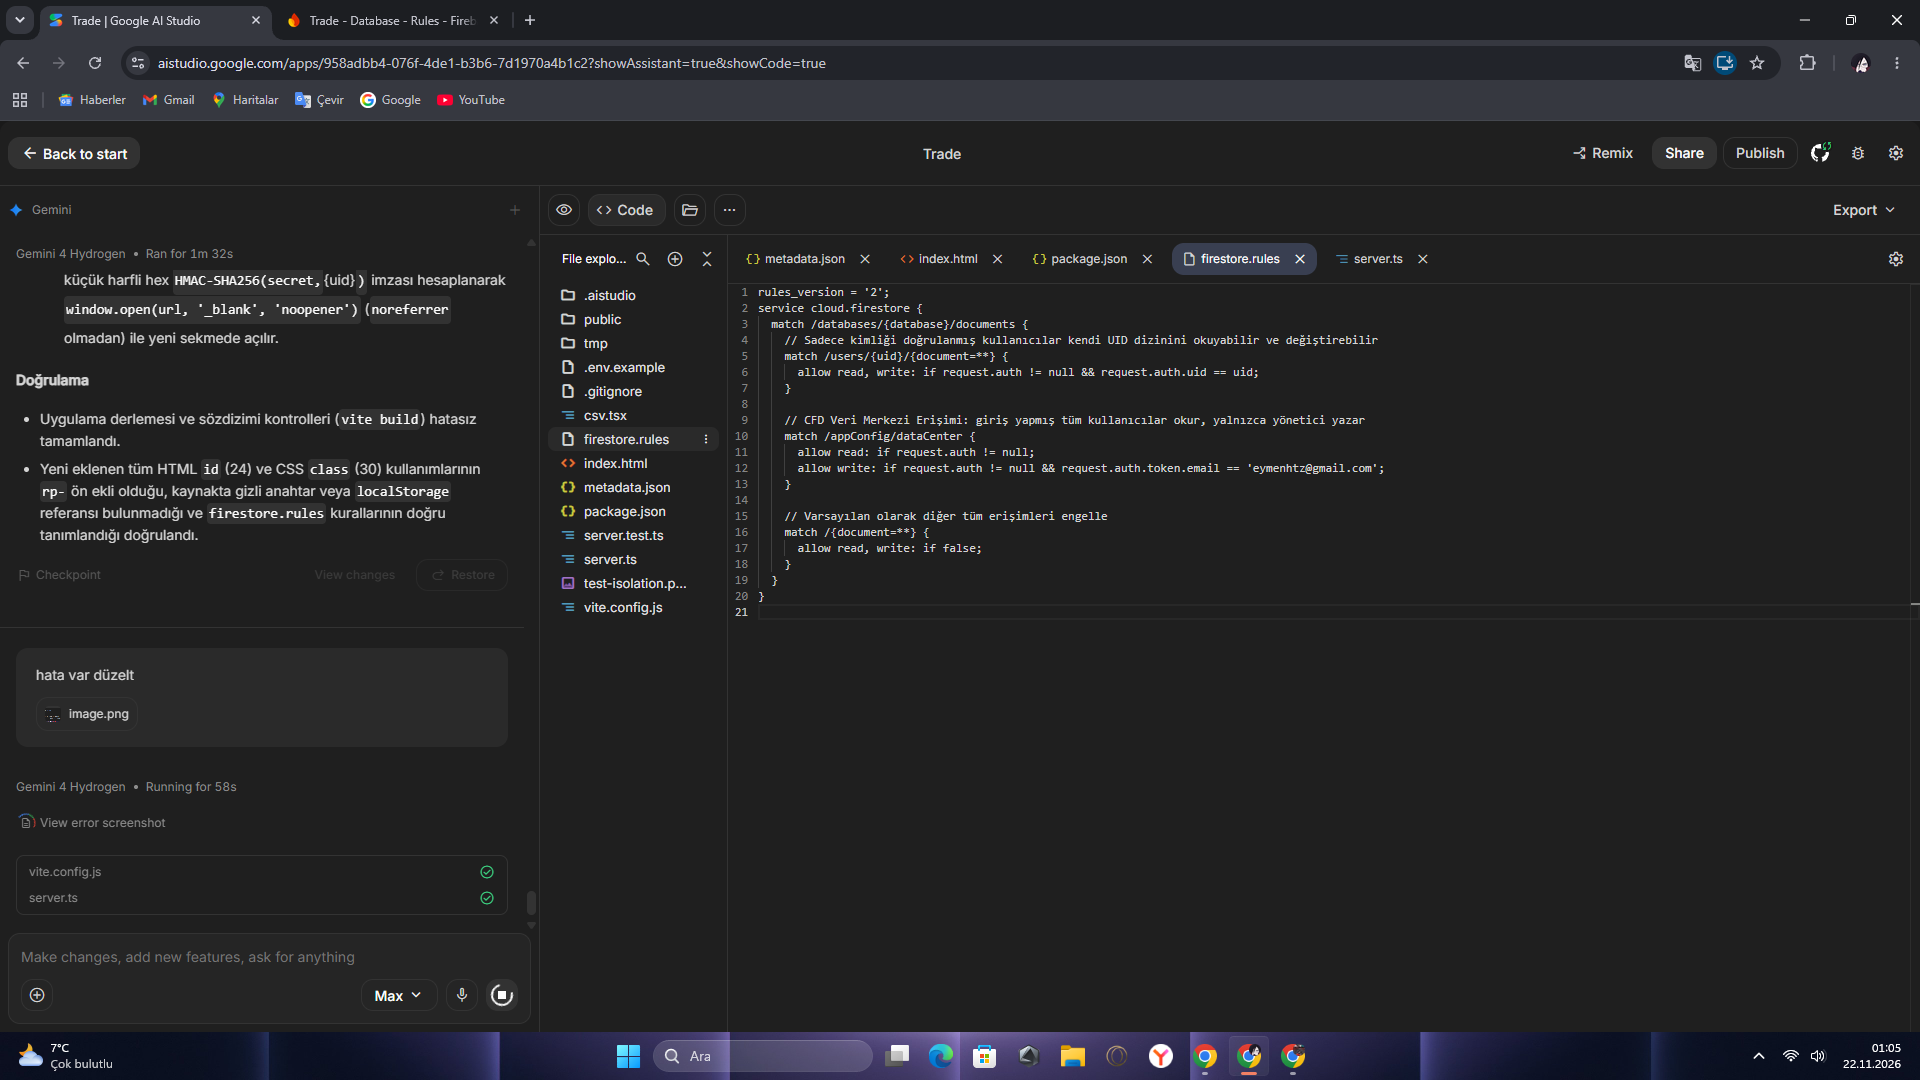 Trade | Google AI Studio
Trade - Database - Rules - Fireb
aistudio.google.com/apps/958adbb4-076f-4de1-b3b6-7d1970a4b1c2?showAssistant=true&showCode=true
Haberler
Gmail
Haritalar
Çevir
Google
YouTube
Back to start
Trade
Remix
Share
Publish
Gemini
Code
Export
Gemini 4 Hydrogen • Ran for 1m 32s
küçük harfli hex HMAC-SHA256(secret,{uid}) imzası hesaplanarak
window.open(url, '_blank', 'noopener') (noreferrer
olmadan) ile yeni sekmede açılır.
Doğrulama
• Uygulama derlemesi ve sözdizimi kontrolleri (vite build) hatasız
tamamlandı.
• Yeni eklenen tüm HTML id (24) ve CSS class (30) kullanımlarının
rp- ön ekli olduğu, kaynakta gizli anahtar veya localStorage
referansı bulunmadığı ve firestore.rules kurallarının doğru
tanımlandığı doğrulandı.
Checkpoint
View changes
Restore
hata var düzelt
image.png
Gemini 4 Hydrogen • Running for 58s
View error screenshot
vite.config.js
server.ts
Make changes, add new features, ask for anything
Max
File explo...
.aistudio
public
tmp
.env.example
.gitignore
csv.tsx
firestore.rules
index.html
metadata.json
package.json
server.test.ts
server.ts
test-isolation.p...
vite.config.js
{} metadata.json
<> index.html
{} package.json
firestore.rules
server.ts
1 rules_version = '2';
2 service cloud.firestore {
3 match /databases/{database}/documents {
4 // Sadece kimliği doğrulanmış kullanıcılar kendi UID dizinini okuyabilir ve değiştirebilir
5 match /users/{uid}/{document=**} {
6 allow read, write: if request.auth != null && request.auth.uid == uid;
7 }
8
9 // CFD Veri Merkezi Erişimi: giriş yapmış tüm kullanıcılar okur, yalnızca yönetici yazar
10 match /appConfig/dataCenter {
11 allow read: if request.auth != null;
12 allow write: if request.auth != null && request.auth.token.email == 'eymenhtz@gmail.com';
13 }
14
15 // Varsayılan olarak diğer tüm erişimleri engelle
16 match /{document=**} {
17 allow read, write: if false;
18 }
19 }
20 }
21
7°C
Çok bulutlu
Ara
01:05
22.11.2026